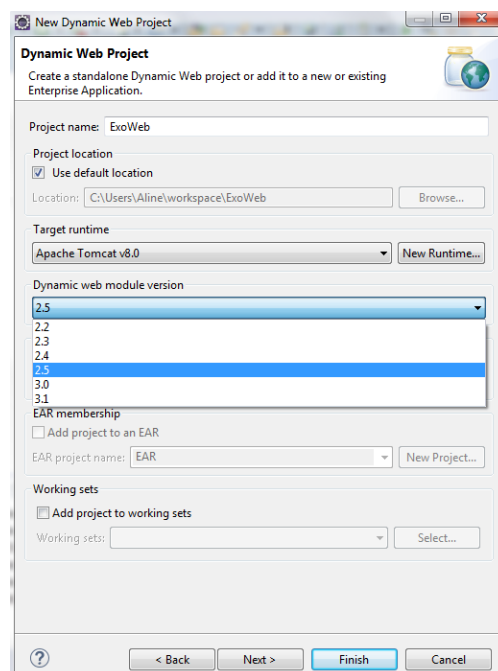 New Dynamic Web Project
Dynamic Web Project
Create a standalone Dynamic Web project or add it to a new or existing
Enterprise Application.
Project name: ExoWeb
Project location
Use default location
Location: C:\Users\Aline\workspace\ExoWeb Browse...
Target runtime
Apache Tomcat v8.0 New Runtime...
Dynamic web module version
2.5
2.2
2.3
2.4
2.5
3.0
3.1
EAR membership
Add project to an EAR
EAR project name: EAR New Project...
Working sets
Add project to working sets
Working sets: Select...
? < Back Next > Finish Cancel